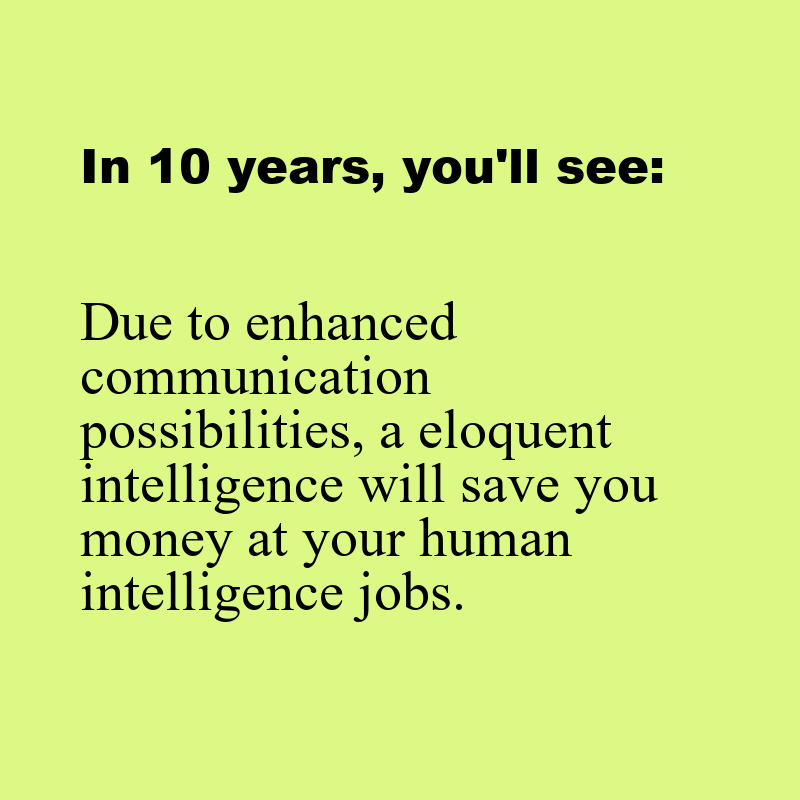 In 10 years, you'll see:
Due to enhanced
communication
possibilities, a eloquent
intelligence will save you
money at your human
intelligence jobs.